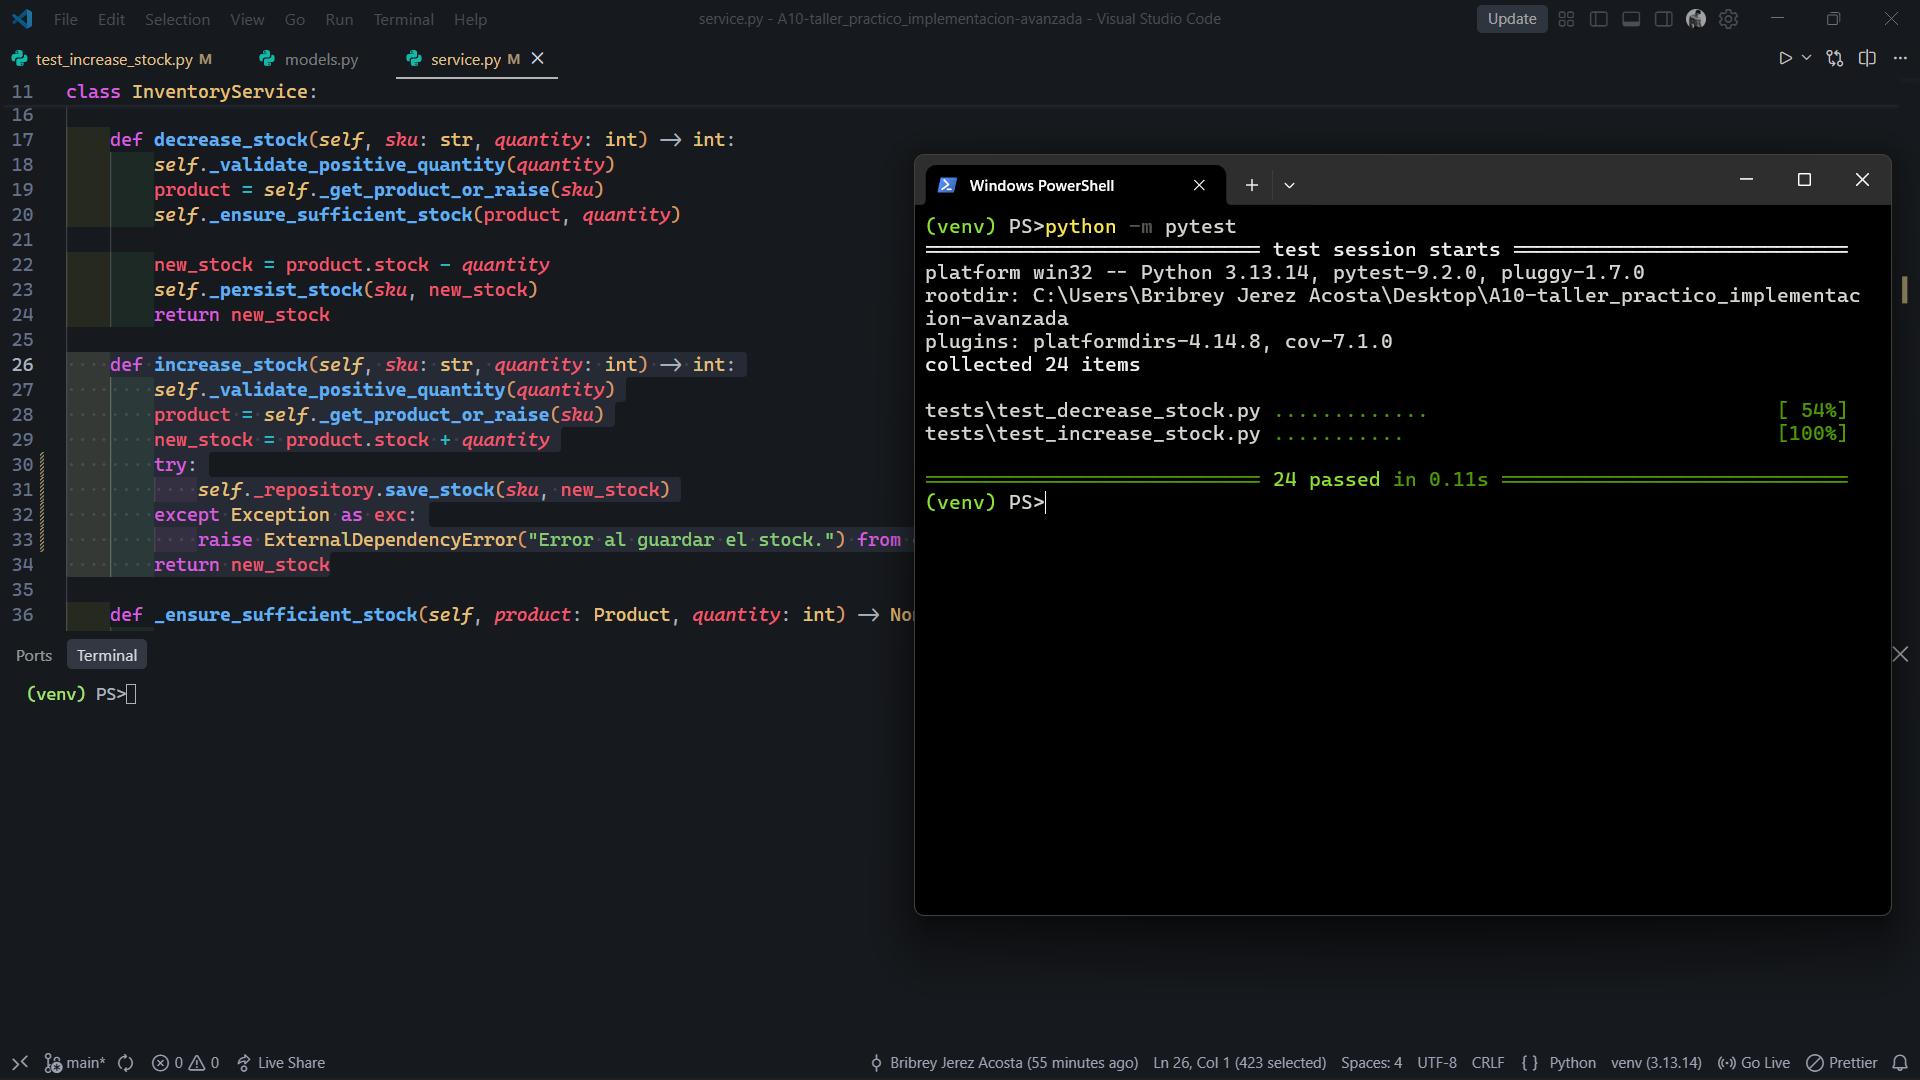 File Edit Selection View Go Run Terminal Help
service.py - A10-taller_practico_implementacion-avanzada - Visual Studio Code
Update
test_increase_stock.py M
models.py
service.py M
11 class InventoryService:
16
17 def decrease_stock(self, sku: str, quantity: int) -> int:
18 self._validate_positive_quantity(quantity)
19 product = self._get_product_or_raise(sku)
20 self._ensure_sufficient_stock(product, quantity)
21
22 new_stock = product.stock - quantity
23 self._persist_stock(sku, new_stock)
24 return new_stock
25
26 def increase_stock(self, sku: str, quantity: int) -> int:
27 self._validate_positive_quantity(quantity)
28 product = self._get_product_or_raise(sku)
29 new_stock = product.stock + quantity
30 try:
31 self._repository.save_stock(sku, new_stock)
32 except Exception as exc:
33 raise ExternalDependencyError("Error al guardar el stock.") from
34 return new_stock
35
36 def _ensure_sufficient_stock(self, product: Product, quantity: int) -> No
Ports Terminal
(venv) PS>
Windows PowerShell
(venv) PS>python -m pytest
test session starts
platform win32 -- Python 3.13.14, pytest-9.2.0, pluggy-1.7.0
rootdir: C:\Users\Bribrey Jerez Acosta\Desktop\A10-taller_practico_implementac
ion-avanzada
plugins: platformdirs-4.14.8, cov-7.1.0
collected 24 items
tests\test_decrease_stock.py ............. [ 54%]
tests\test_increase_stock.py ........... [100%]
24 passed in 0.11s
(venv) PS>
main* 0 0 Live Share
Bribrey Jerez Acosta (55 minutes ago) Ln 26, Col 1 (423 selected) Spaces: 4 UTF-8 CRLF { } Python venv (3.13.14) Go Live Prettier